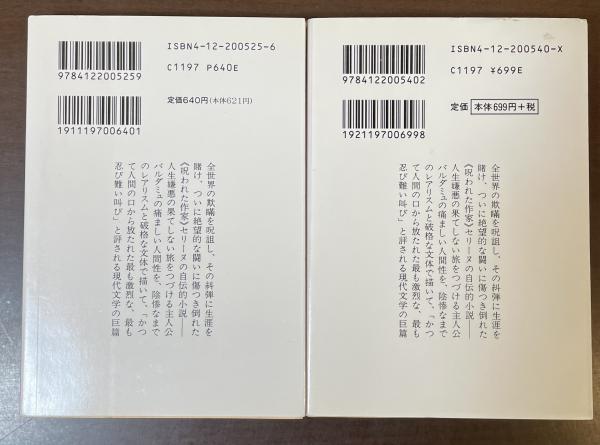 ISBN4-12-200525-6
9784122005259
C1197 P640E
定価640円(本体621円)
1911197006401
全世界の欺瞞を呪詛し、その糾弾に生涯を
賭け、ついに絶望的な闘いに傷つき倒れた
《呪われた作家》セリーヌの自伝的小説——
人生嫌悪の果てしない旅をつづける主人公
バルダミュの痛ましい人間性を、陰惨なまで
のレアリスムと破格な文体で描いて、「かつ
て人間の口から放たれた最も激烈な、最も
忍び難い叫び」と評される現代文学の巨篇
ISBN4-12-200540-X
9784122005402
C1197 ¥699E
定価 本体699円+税
1921197006998
全世界の欺瞞を呪詛し、その糾弾に生涯を
賭け、ついに絶望的な闘いに傷つき倒れた
《呪われた作家》セリーヌの自伝的小説——
人生嫌悪の果てしない旅をつづける主人公
バルダミュの痛ましい人間性を、陰惨なまで
のレアリスムと破格な文体で描いて、「かつ
て人間の口から放たれた最も激烈な、最も
忍び難い叫び」と評される現代文学の巨篇